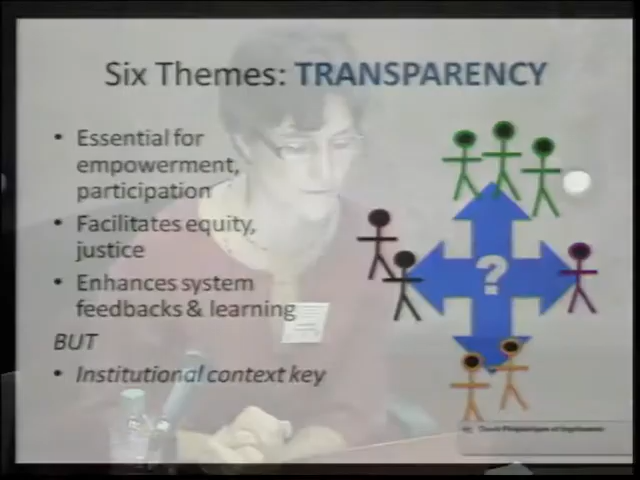 Six Themes: TRANSPARENCY
• Essential for
empowerment,
participation
• Facilitates equity,
justice
• Enhances system
feedbacks & learning
BUT
• Institutional context key
?